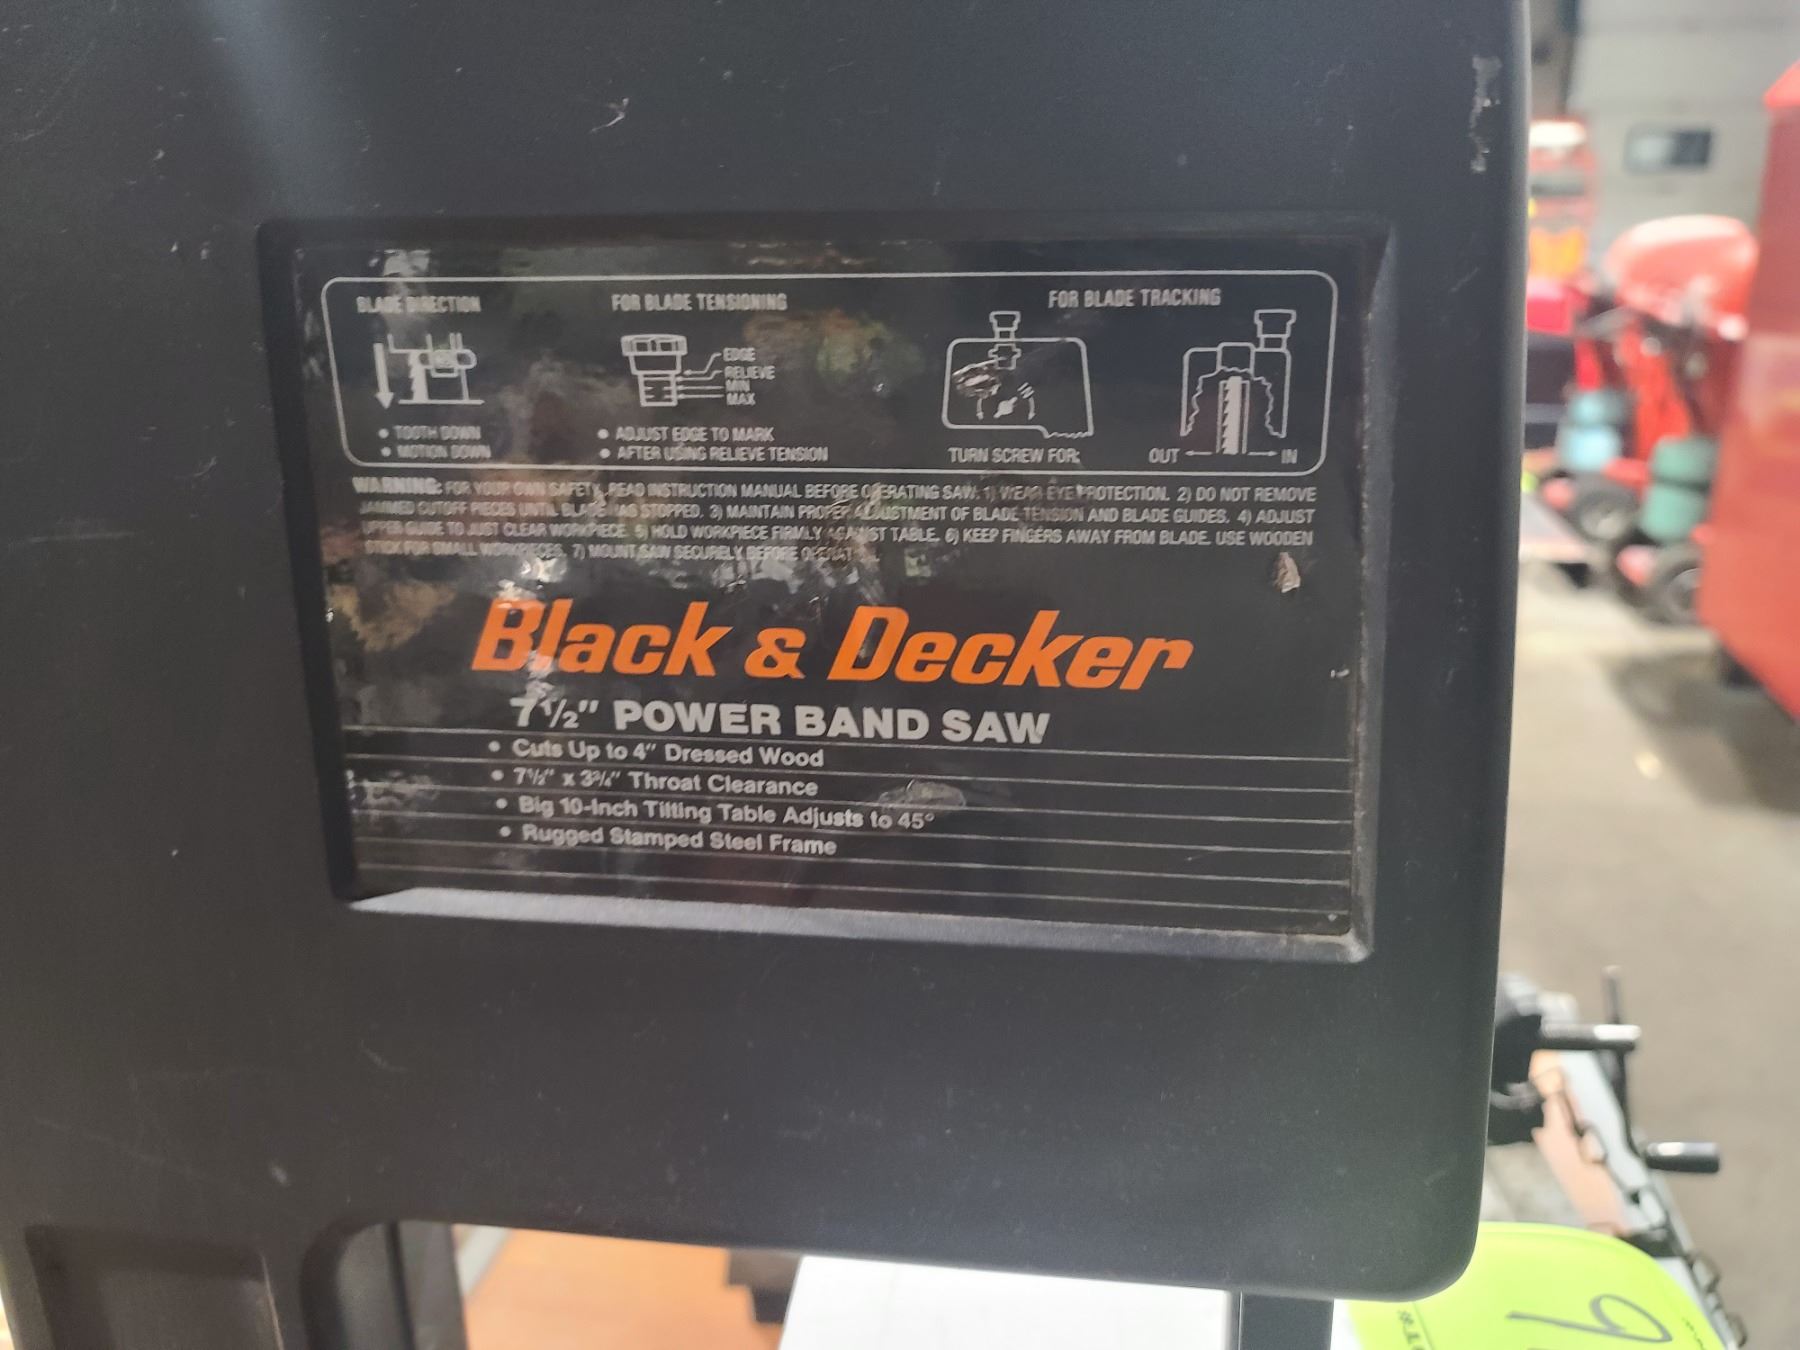 BLADE DIRECTION
FOR BLADE TENSIONING
FOR BLADE TRACKING
EDGE
RELIEVE
MIN
MAX
• TOOTH DOWN
• MOTION DOWN
• ADJUST EDGE TO MARK
• AFTER USING RELIEVE TENSION
TURN SCREW FOR:
OUT
IN
WARNING: FOR YOUR OWN SAFETY, READ INSTRUCTION MANUAL BEFORE OPERATING SAW. 1) WEAR EYE PROTECTION. 2) DO NOT REMOVE
JAMMED CUTOFF PIECES UNTIL BLADE HAS STOPPED. 3) MAINTAIN PROPER ADJUSTMENT OF BLADE TENSION AND BLADE GUIDES. 4) ADJUST
UPPER GUIDE TO JUST CLEAR WORKPIECE. 5) HOLD WORKPIECE FIRMLY AGAINST TABLE. 6) KEEP FINGERS AWAY FROM BLADE. USE WOODEN
STICK FOR SMALL WORKPIECES. 7) MOUNT SAW SECURELY BEFORE
Black & Decker
7 1/2" POWER BAND SAW
• Cuts Up to 4" Dressed Wood
• 7½" x 3¾" Throat Clearance
• Big 10-Inch Tilting Table Adjusts to 45°
• Rugged Stamped Steel Frame